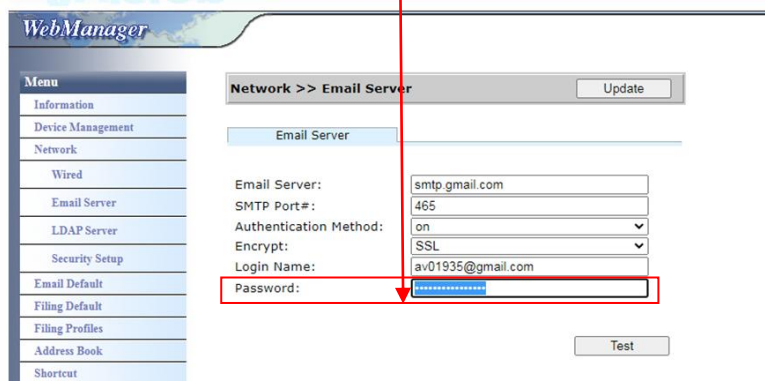 WebManager
Menu
Information
Device Management
Network
Wired
Email Server
LDAP Server
Security Setup
Email Default
Filing Default
Filing Profiles
Address Book
Shortcut
Network >> Email Server
Update
Email Server
Email Server: smtp.gmail.com
SMTP Port#: 465
Authentication Method: on
Encrypt: SSL
Login Name: av01935@gmail.com
Password: ••••••••••••••••
Test